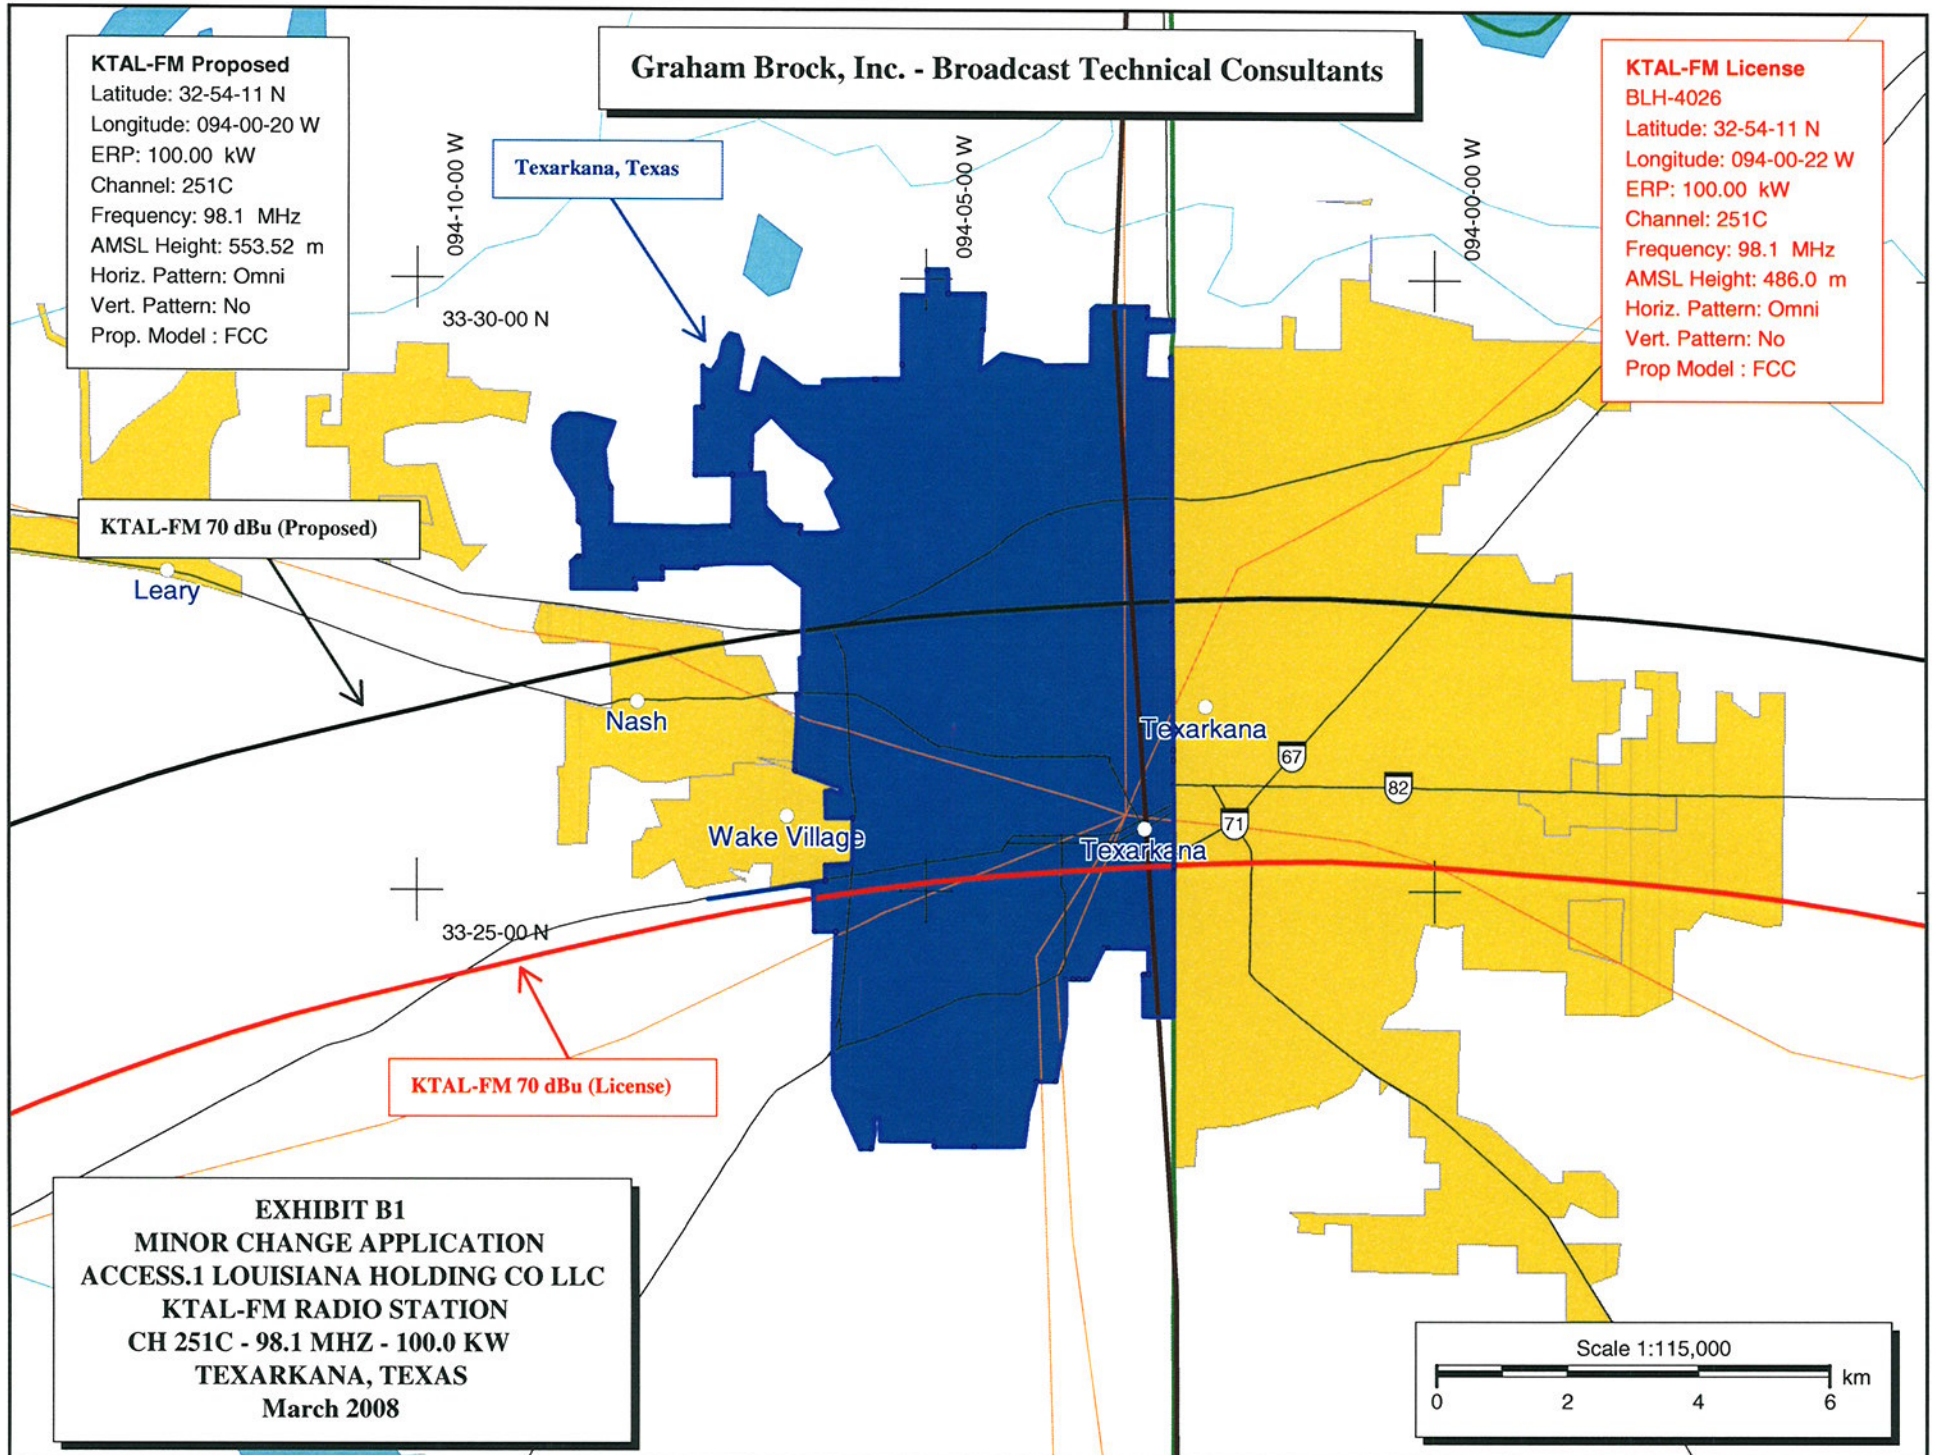 Graham Brock, Inc. - Broadcast Technical Consultants
KTAL-FM Proposed
Latitude: 32-54-11 N
Longitude: 094-00-20 W
ERP: 100.00 kW
Channel: 251C
Frequency: 98.1 MHz
AMSL Height: 553.52 m
Horiz. Pattern: Omni
Vert. Pattern: No
Prop. Model : FCC
KTAL-FM License
BLH-4026
Latitude: 32-54-11 N
Longitude: 094-00-22 W
ERP: 100.00 kW
Channel: 251C
Frequency: 98.1 MHz
AMSL Height: 486.0 m
Horiz. Pattern: Omni
Vert. Pattern: No
Prop Model : FCC
Texarkana, Texas
094-10-00 W
094-05-00 W
094-00-00 W
33-30-00 N
KTAL-FM 70 dBu (Proposed)
Leary
Nash
Texarkana
67
82
71
Wake Village
Texarkana
33-25-00 N
KTAL-FM 70 dBu (License)
EXHIBIT B1
MINOR CHANGE APPLICATION
ACCESS.1 LOUISIANA HOLDING CO LLC
KTAL-FM RADIO STATION
CH 251C - 98.1 MHZ - 100.0 KW
TEXARKANA, TEXAS
March 2008
Scale 1:115,000
km
0 2 4 6